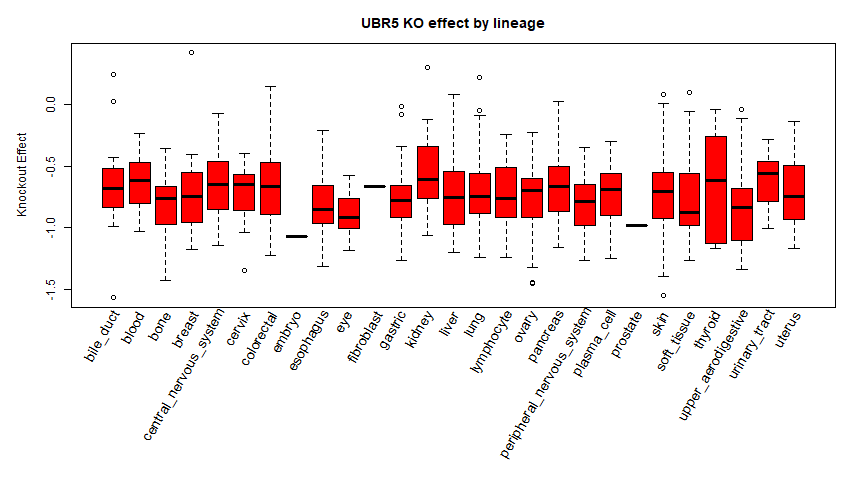 UBR5 KO effect by lineage
Knockout Effect
0.0
-0.5
-1.0
-1.5
bile_duct
blood
bone
breast
central_nervous_system
cervix
colorectal
embryo
esophagus
eye
fibroblast
gastric
kidney
liver
lung
lymphocyte
ovary
pancreas
peripheral_nervous_system
plasma_cell
prostate
skin
soft_tissue
thyroid
upper_aerodigestive
urinary_tract
uterus